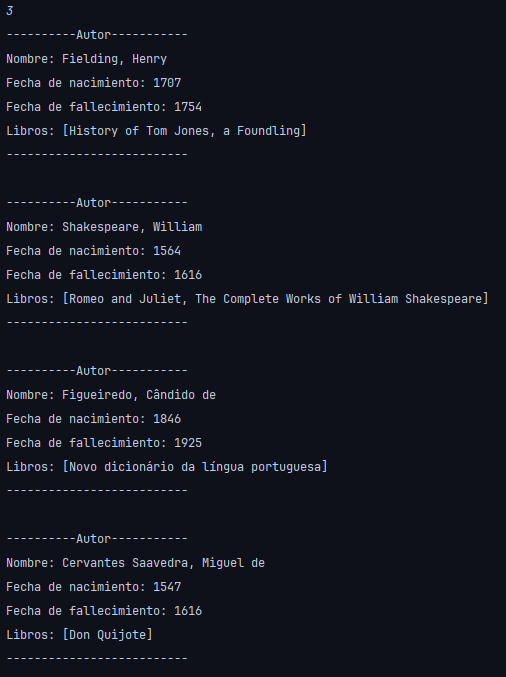 3
----------Autor-----------
Nombre: Fielding, Henry
Fecha de nacimiento: 1707
Fecha de fallecimiento: 1754
Libros: [History of Tom Jones, a Foundling]
--------------------------
----------Autor-----------
Nombre: Shakespeare, William
Fecha de nacimiento: 1564
Fecha de fallecimiento: 1616
Libros: [Romeo and Juliet, The Complete Works of William Shakespeare]
--------------------------
----------Autor-----------
Nombre: Figueiredo, Cândido de
Fecha de nacimiento: 1846
Fecha de fallecimiento: 1925
Libros: [Novo dicionário da língua portuguesa]
--------------------------
----------Autor-----------
Nombre: Cervantes Saavedra, Miguel de
Fecha de nacimiento: 1547
Fecha de fallecimiento: 1616
Libros: [Don Quijote]
--------------------------